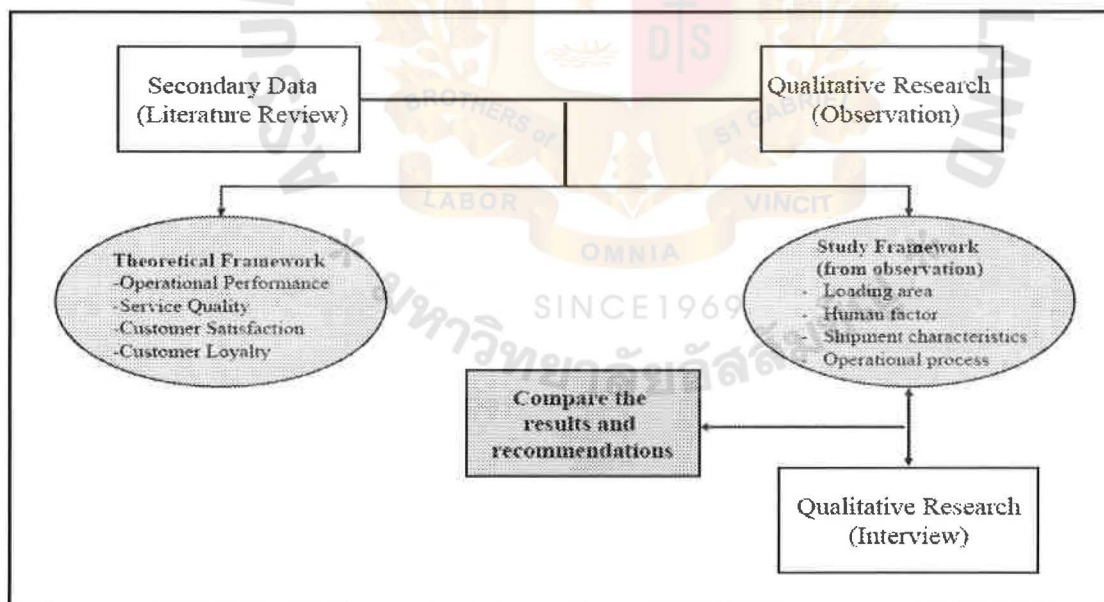 Secondary Data
(Literature Review)
Qualitative Research
(Observation)
D S
BROTHERS of
ST GABRIEL
LABOR
VINCIT
OMNIA
SINCE1969
Theoretical Framework
-Operational Performance
-Service Quality
-Customer Satisfaction
-Customer Loyalty
Study Framework
(from observation)
- Loading area
- Human factor
- Shipment characteristics
- Operational process
Compare the
results and
recommendations
Qualitative Research
(Interview)